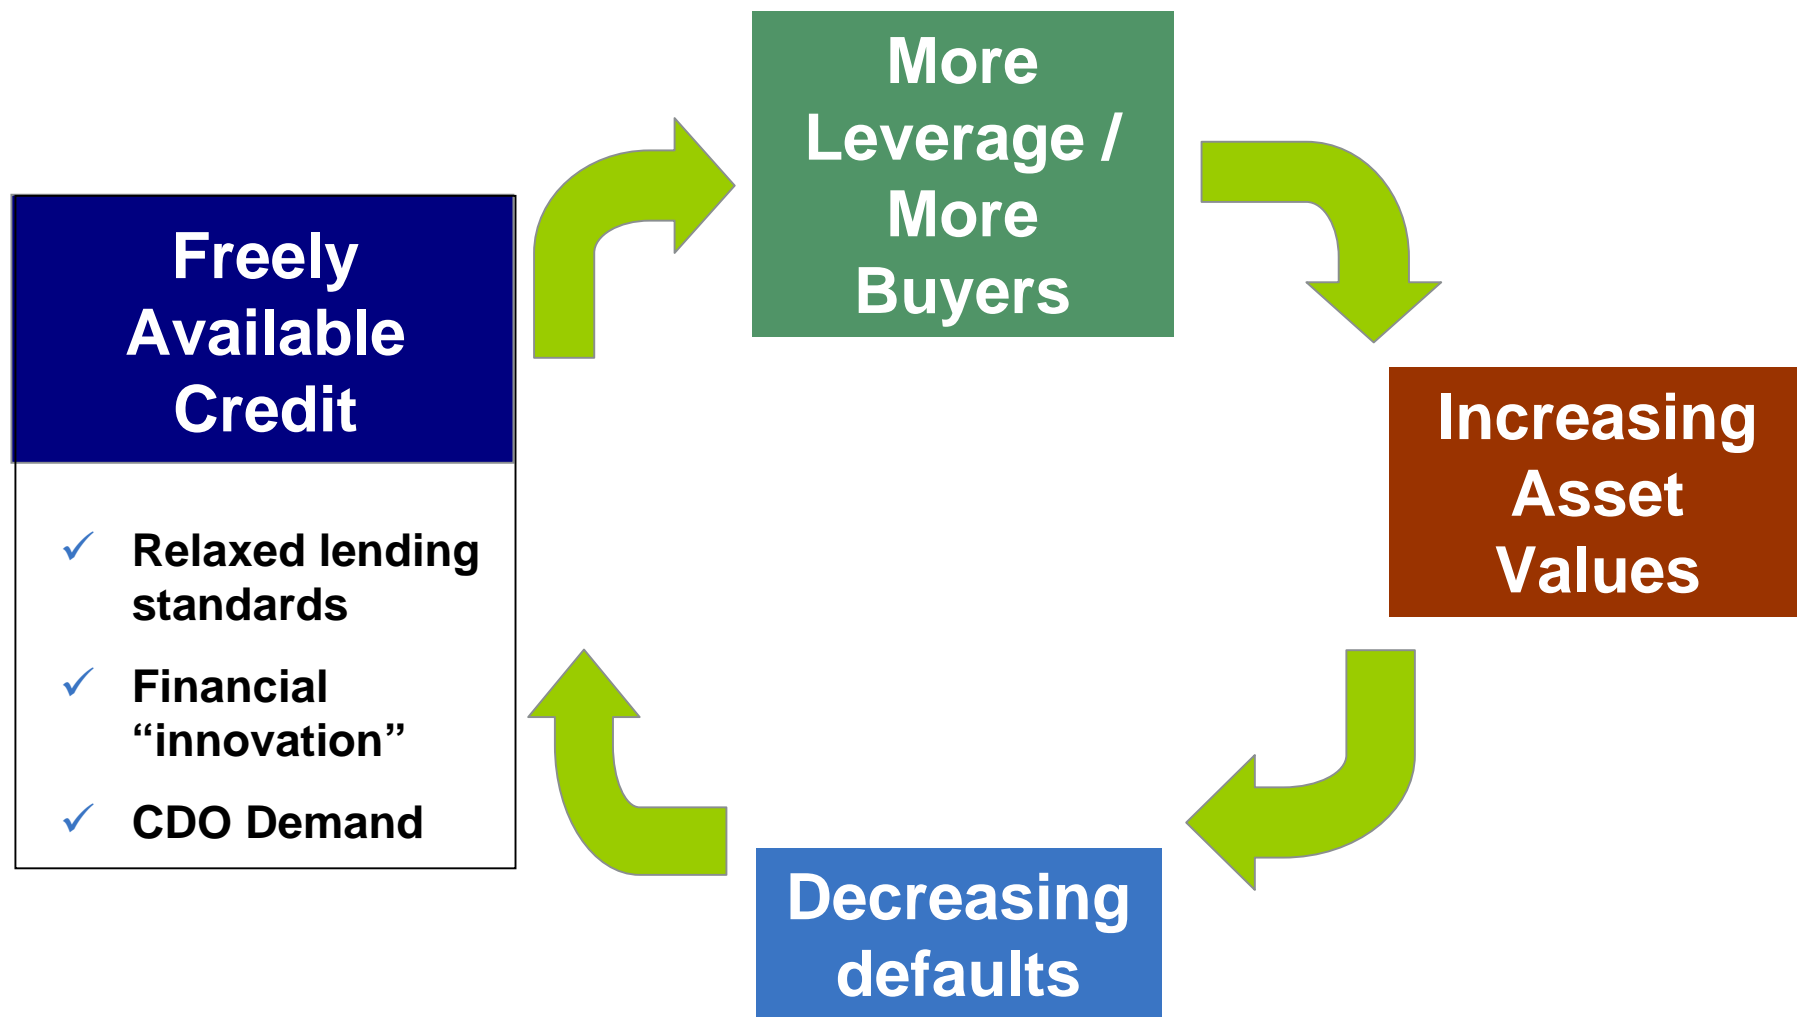 Freely
Available
Credit
Relaxed lending
standards
Financial
“innovation”
CDO Demand
More
Leverage /
More
Buyers
Increasing
Asset
Values
Decreasing
defaults